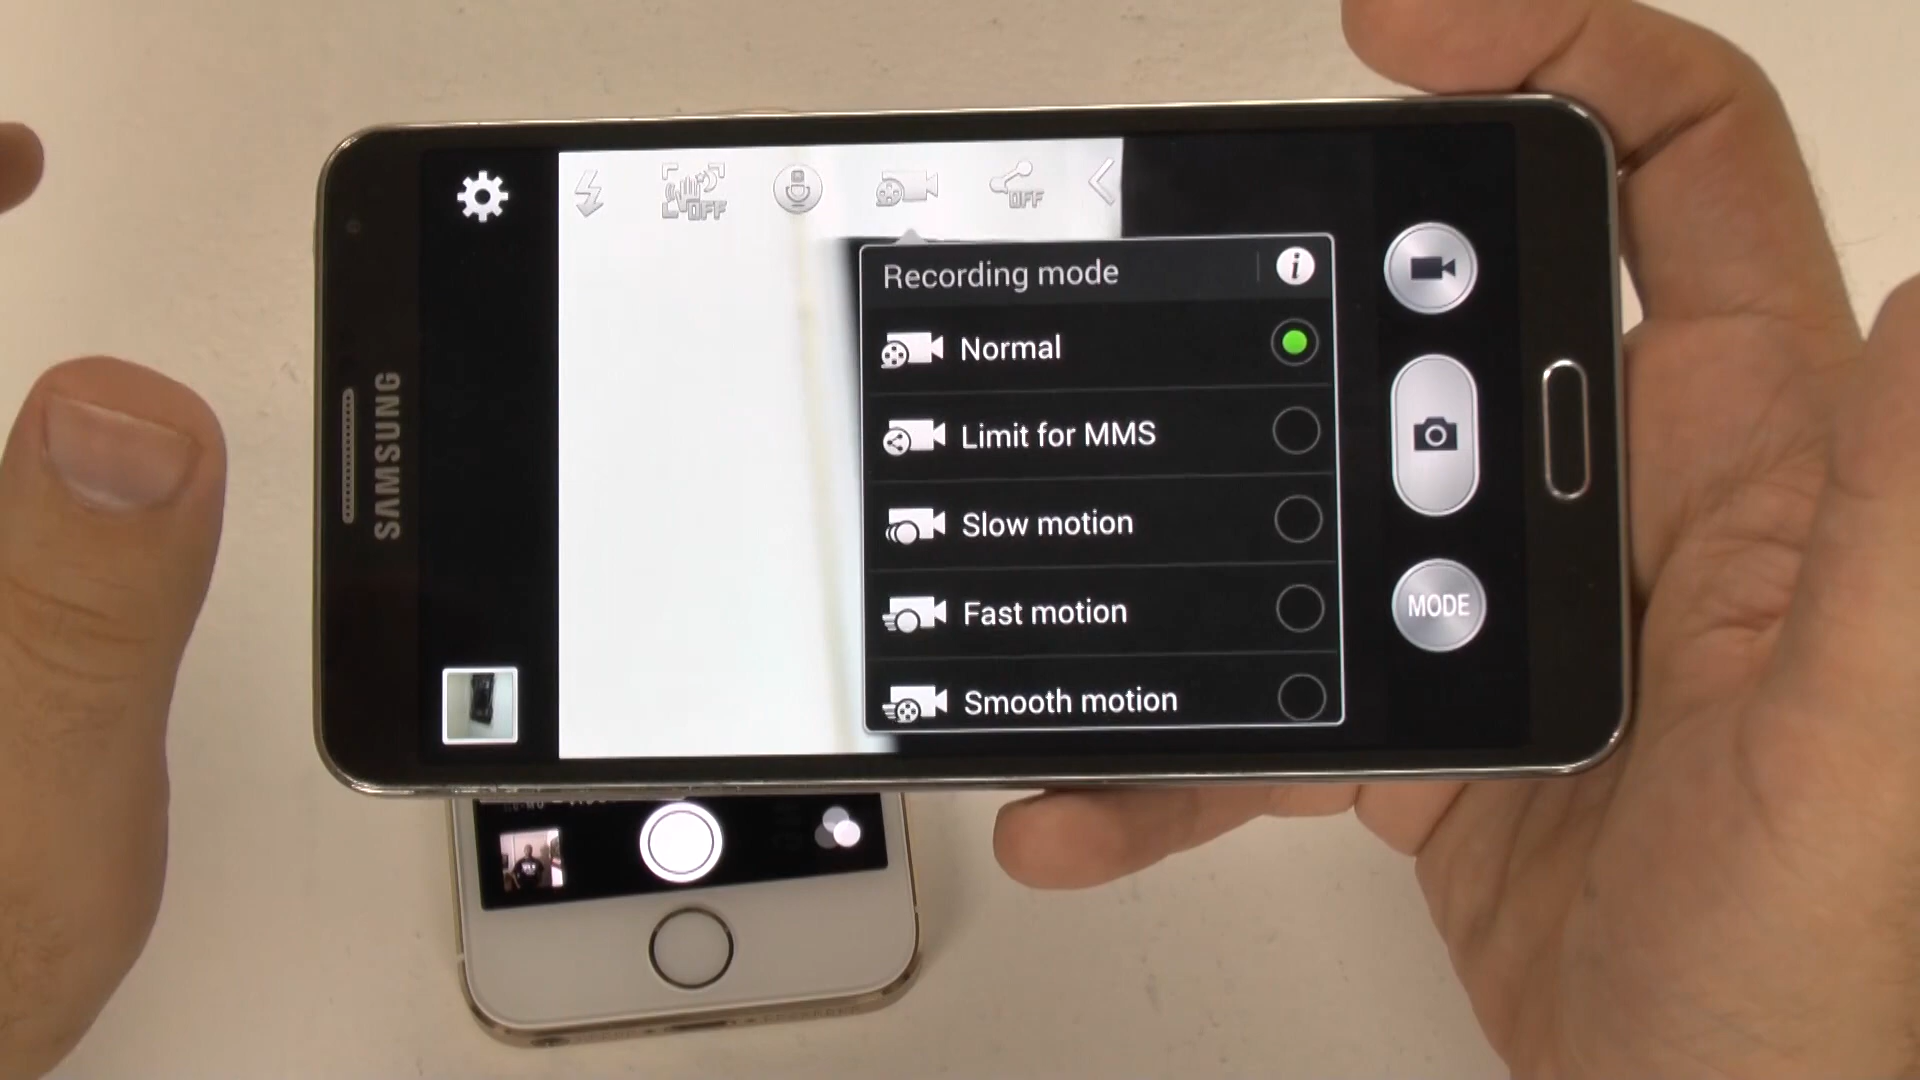 SAMSUNG
OFF
OFF
Recording mode
i
Normal
Limit for MMS
Slow motion
Fast motion
Smooth motion
MODE